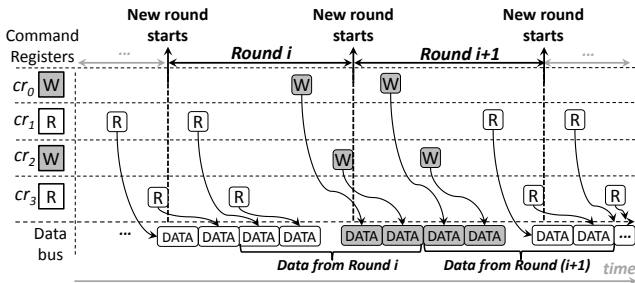 New round starts New round starts New round starts
Command Registers
... Round i Round i+1 ...
cr0 W W W
cr1 R R R R R
cr2 W W W
cr3 R R R R R
Data bus ... DATA DATA DATA DATA DATA DATA DATA DATA DATA DATA ...
Data from Round i Data from Round (i+1)
time